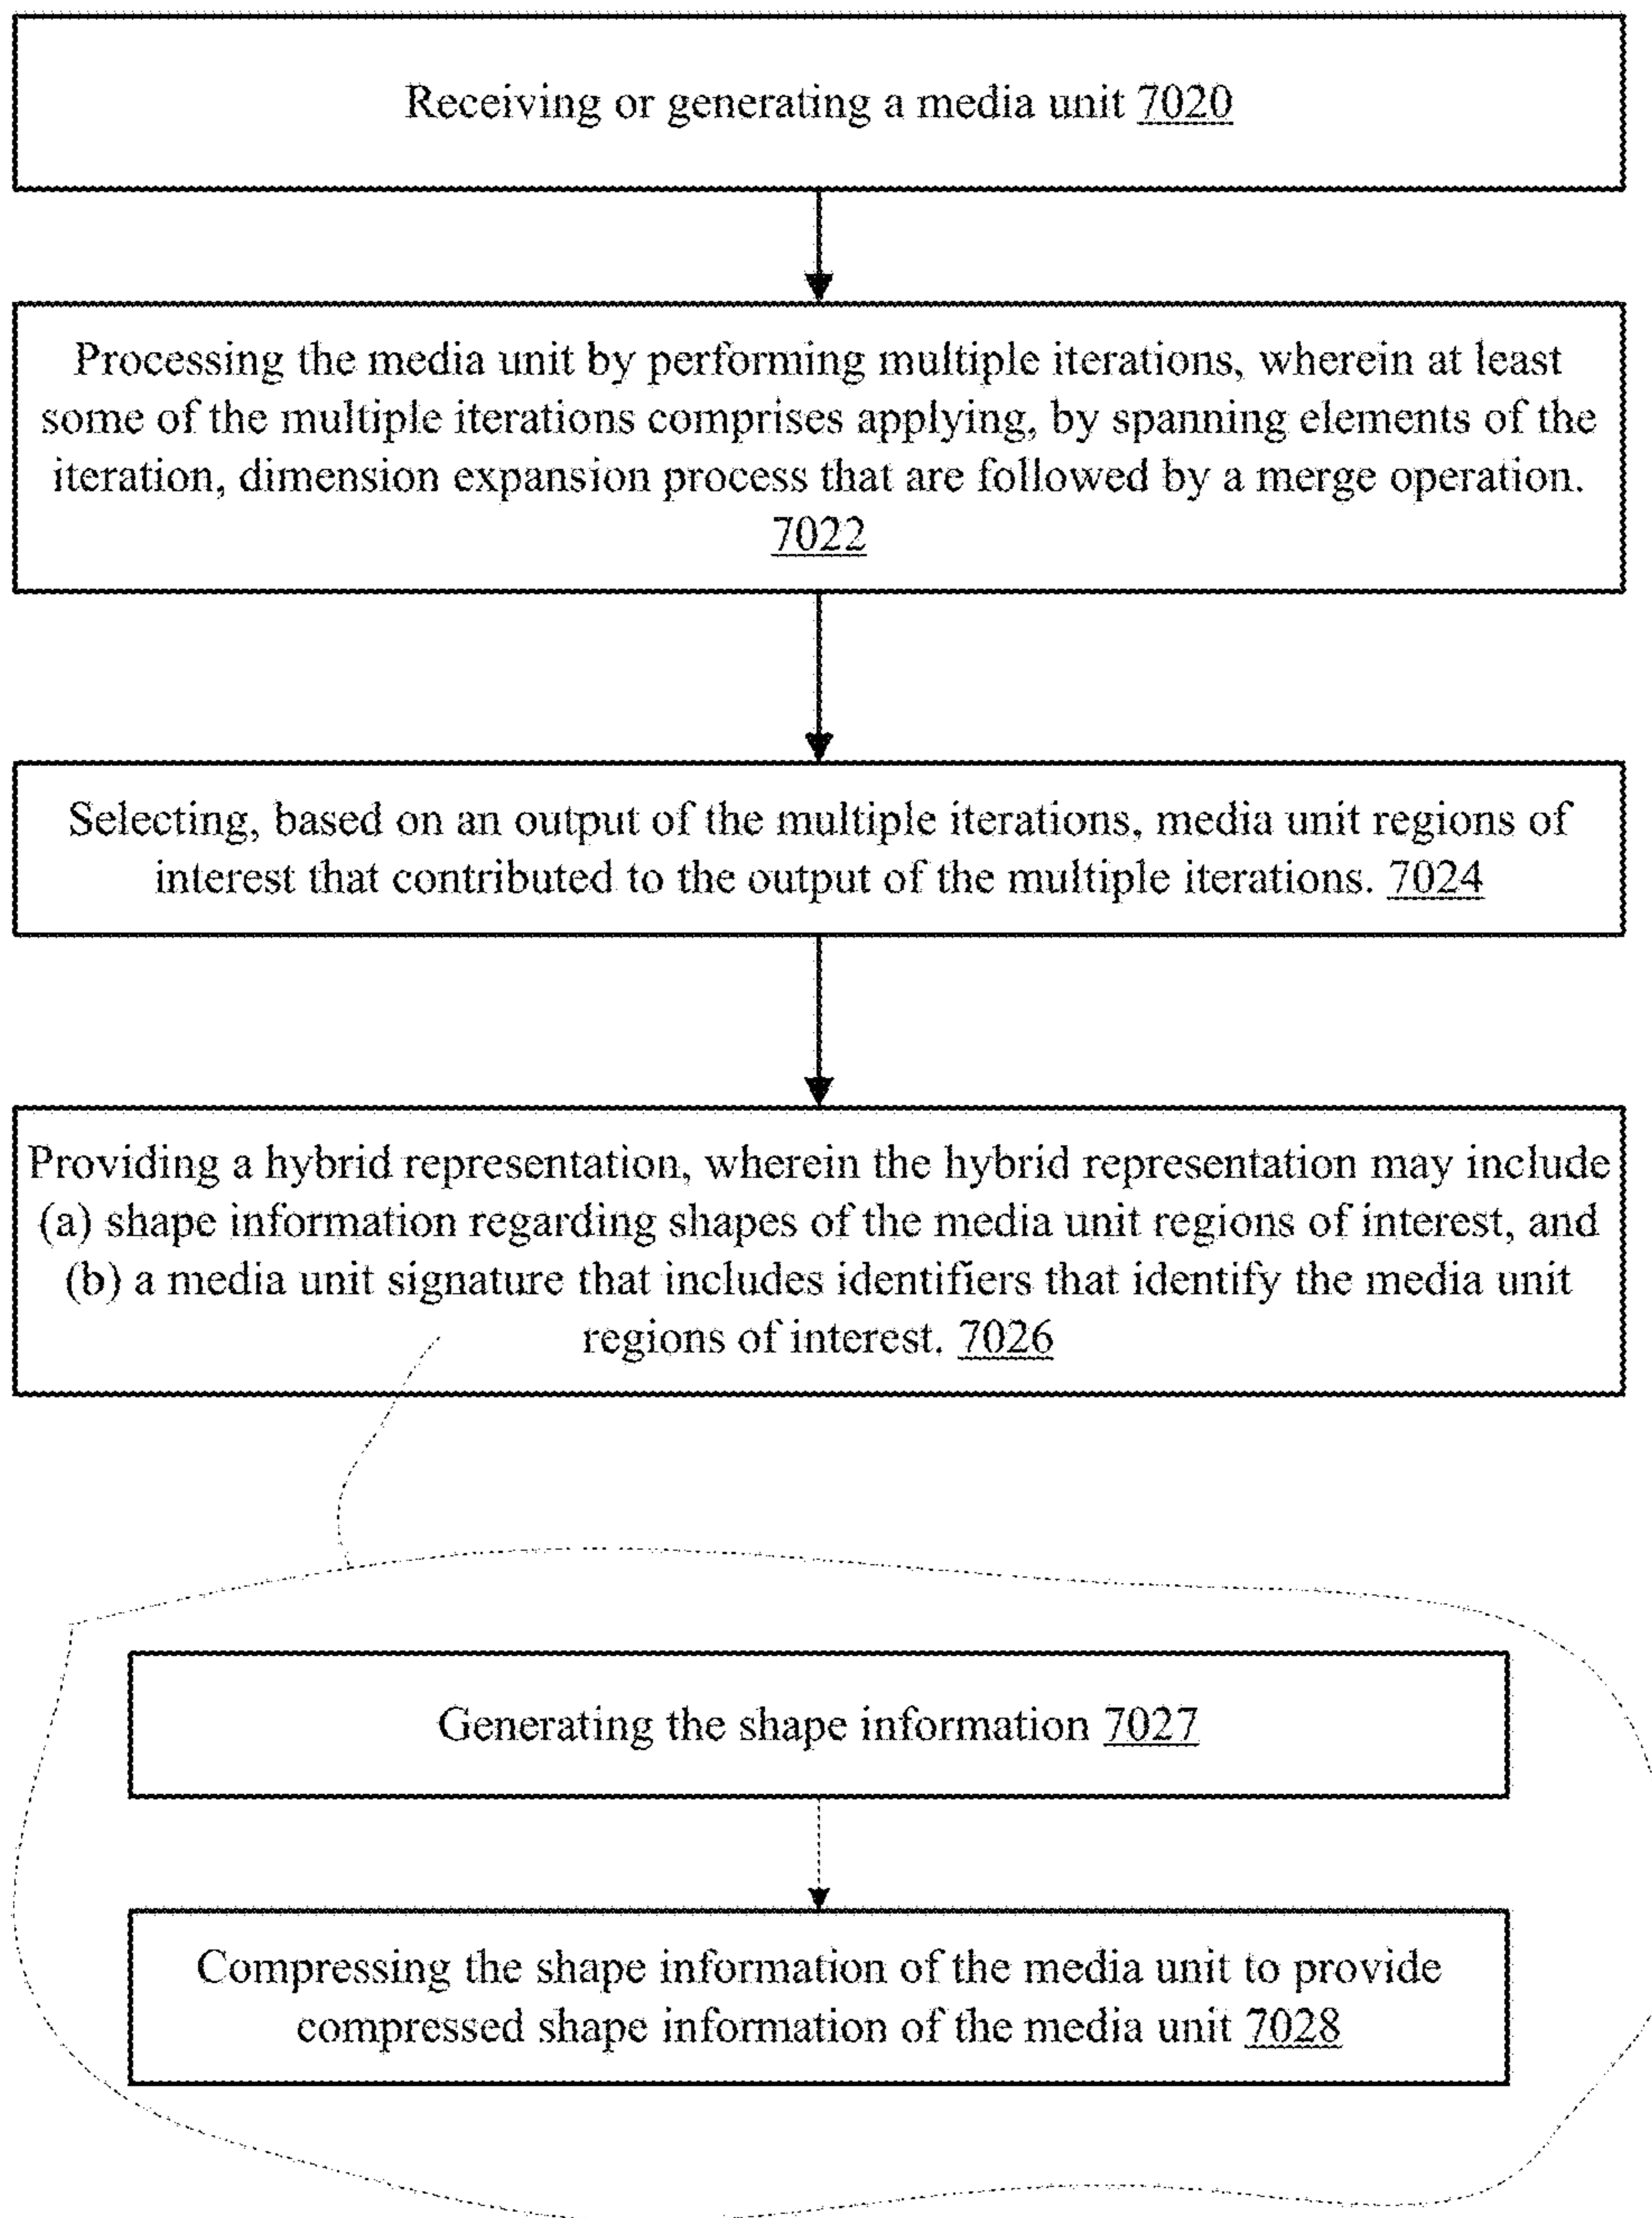 Receiving or generating a media unit 7020
Processing the media unit by performing multiple iterations, wherein at least
some of the multiple iterations comprises applying, by spanning elements of the
iteration, dimension expansion process that are followed by a merge operation.
7022
Selecting, based on an output of the multiple iterations, media unit regions of
interest that contributed to the output of the multiple iterations. 7024
Providing a hybrid representation, wherein the hybrid representation may include
(a) shape information regarding shapes of the media unit regions of interest, and
(b) a media unit signature that includes identifiers that identify the media unit
regions of interest. 7026
Generating the shape information 7027
Compressing the shape information of the media unit to provide
compressed shape information of the media unit 7028